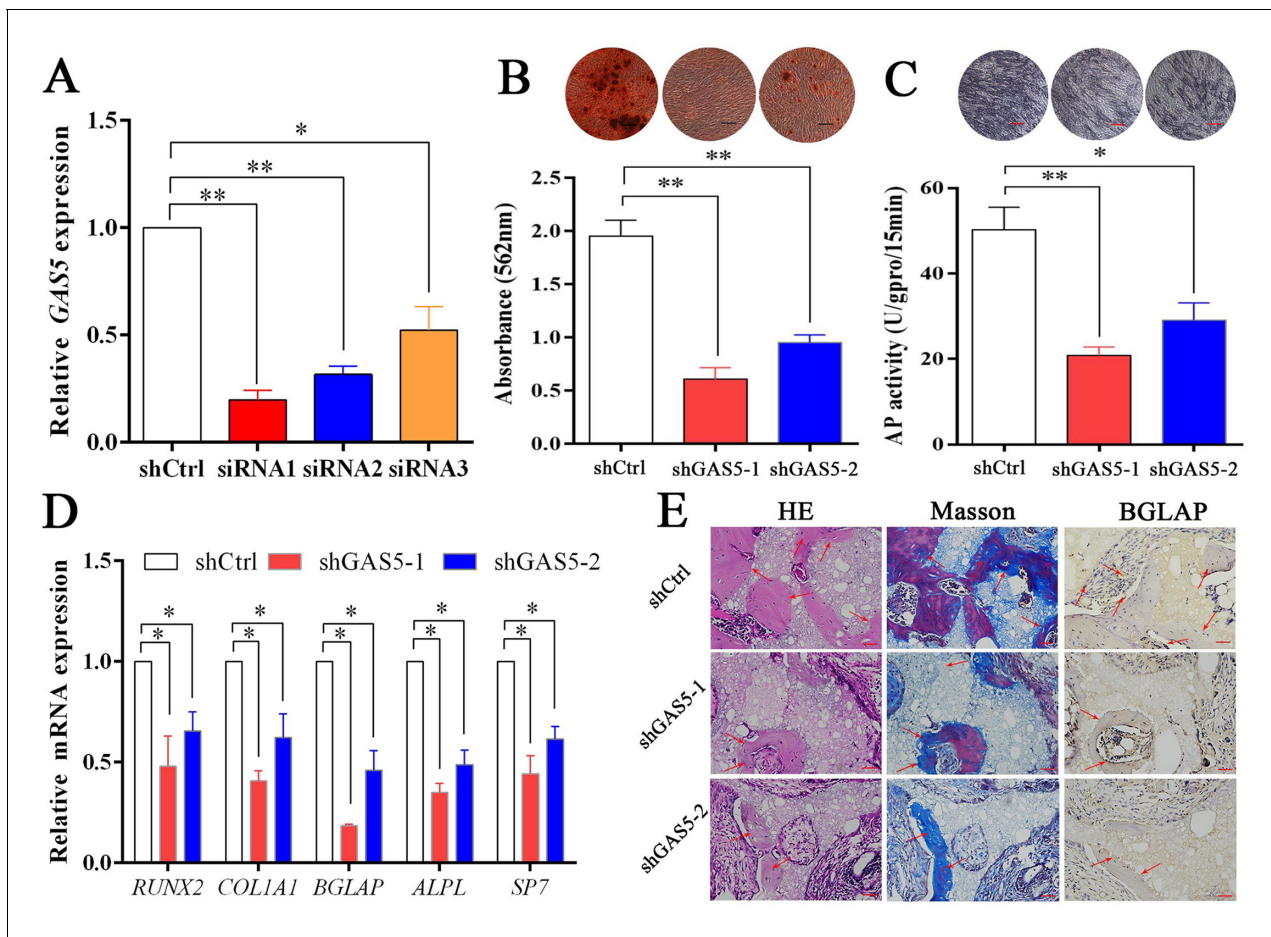 A
Relative GAS5 expression
1.5
1.0
0.5
0.0
*
**
**
shCtrl
siRNA1
siRNA2
siRNA3
B
Absorbance (562nm)
2.5
2.0
1.5
1.0
0.5
0.0
**
**
shCtrl
shGAS5-1
shGAS5-2
C
AP activity (U/gpro/15min)
60
40
20
0
*
**
shCtrl
shGAS5-1
shGAS5-2
D
Relative mRNA expression
1.5
1.0
0.5
0.0
shCtrl
shGAS5-1
shGAS5-2
*
*
*
*
*
*
*
*
*
*
RUNX2
COL1A1
BGLAP
ALPL
SP7
E
HE
Masson
BGLAP
shCtrl
shGAS5-1
shGAS5-2